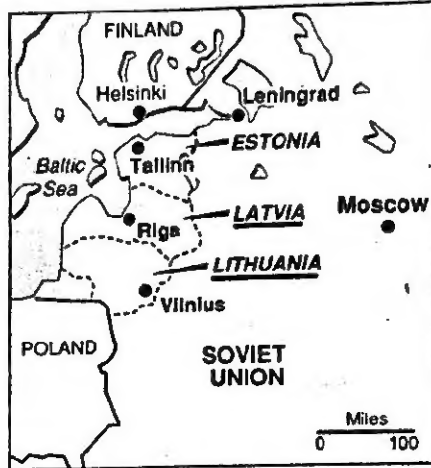 FINLAND
Helsinki
Leningrad
ESTONIA
Baltic
Sea
Tallinn
LATVIA
Moscow
Riga
LITHUANIA
Vilnius
POLAND
SOVIET
UNION
Miles
0 100